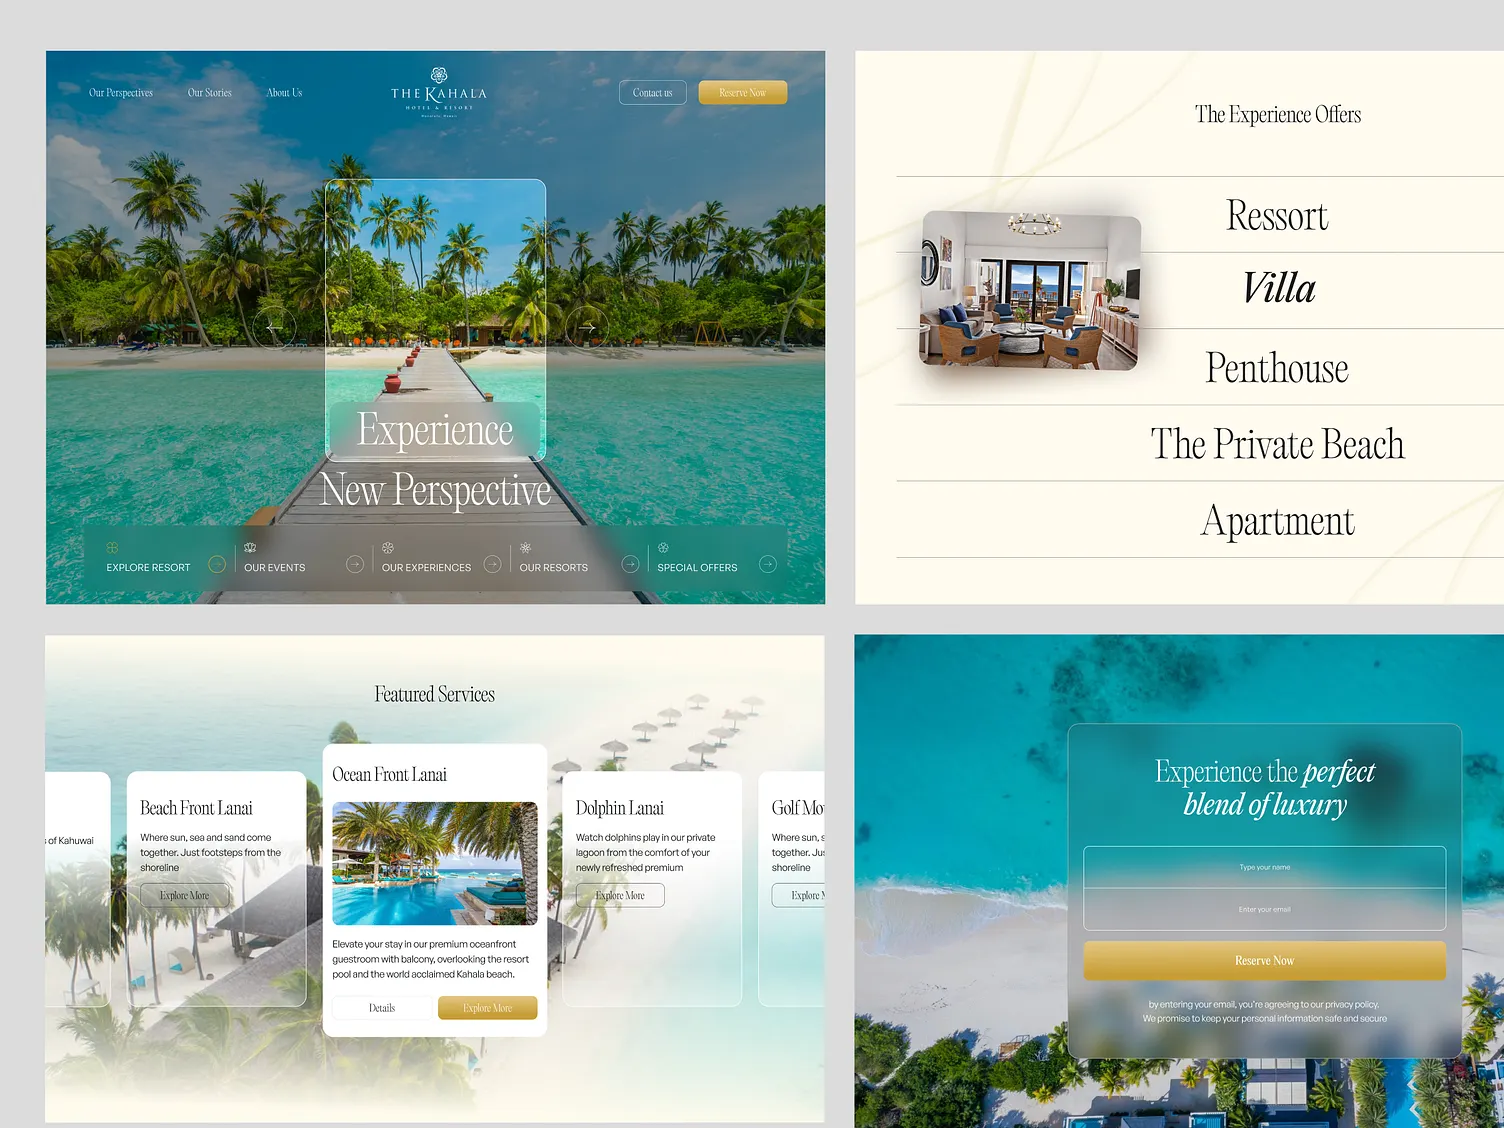 Our Perspectives
Our Stories
About Us
THE KAHALA
HOTEL & RESORT
Honolulu, Hawaii
Contact us
Reserve Now
Experience
New Perspective
EXPLORE RESORT
OUR EVENTS
OUR EXPERIENCES
OUR RESORTS
SPECIAL OFFERS
The Experience Offers
Ressort
Villa
Penthouse
The Private Beach
Apartment
Featured Services
of Kahuwai
Beach Front Lanai
Where sun, sea and sand come
together. Just footsteps from the
shoreline
Explore More
Ocean Front Lanai
Elevate your stay in our premium oceanfront
guestroom with balcony, overlooking the resort
pool and the world acclaimed Kahala beach.
Details
Explore More
Dolphin Lanai
Watch dolphins play in our private
lagoon from the comfort of your
newly refreshed premium
Explore More
Golf Mo
Where sun, s
together. Jus
shoreline
Explore M
Experience the perfect
blend of luxury
Type your name
Enter your email
Reserve Now
by entering your email, you're agreeing to our privacy policy.
We promise to keep your personal information safe and secure